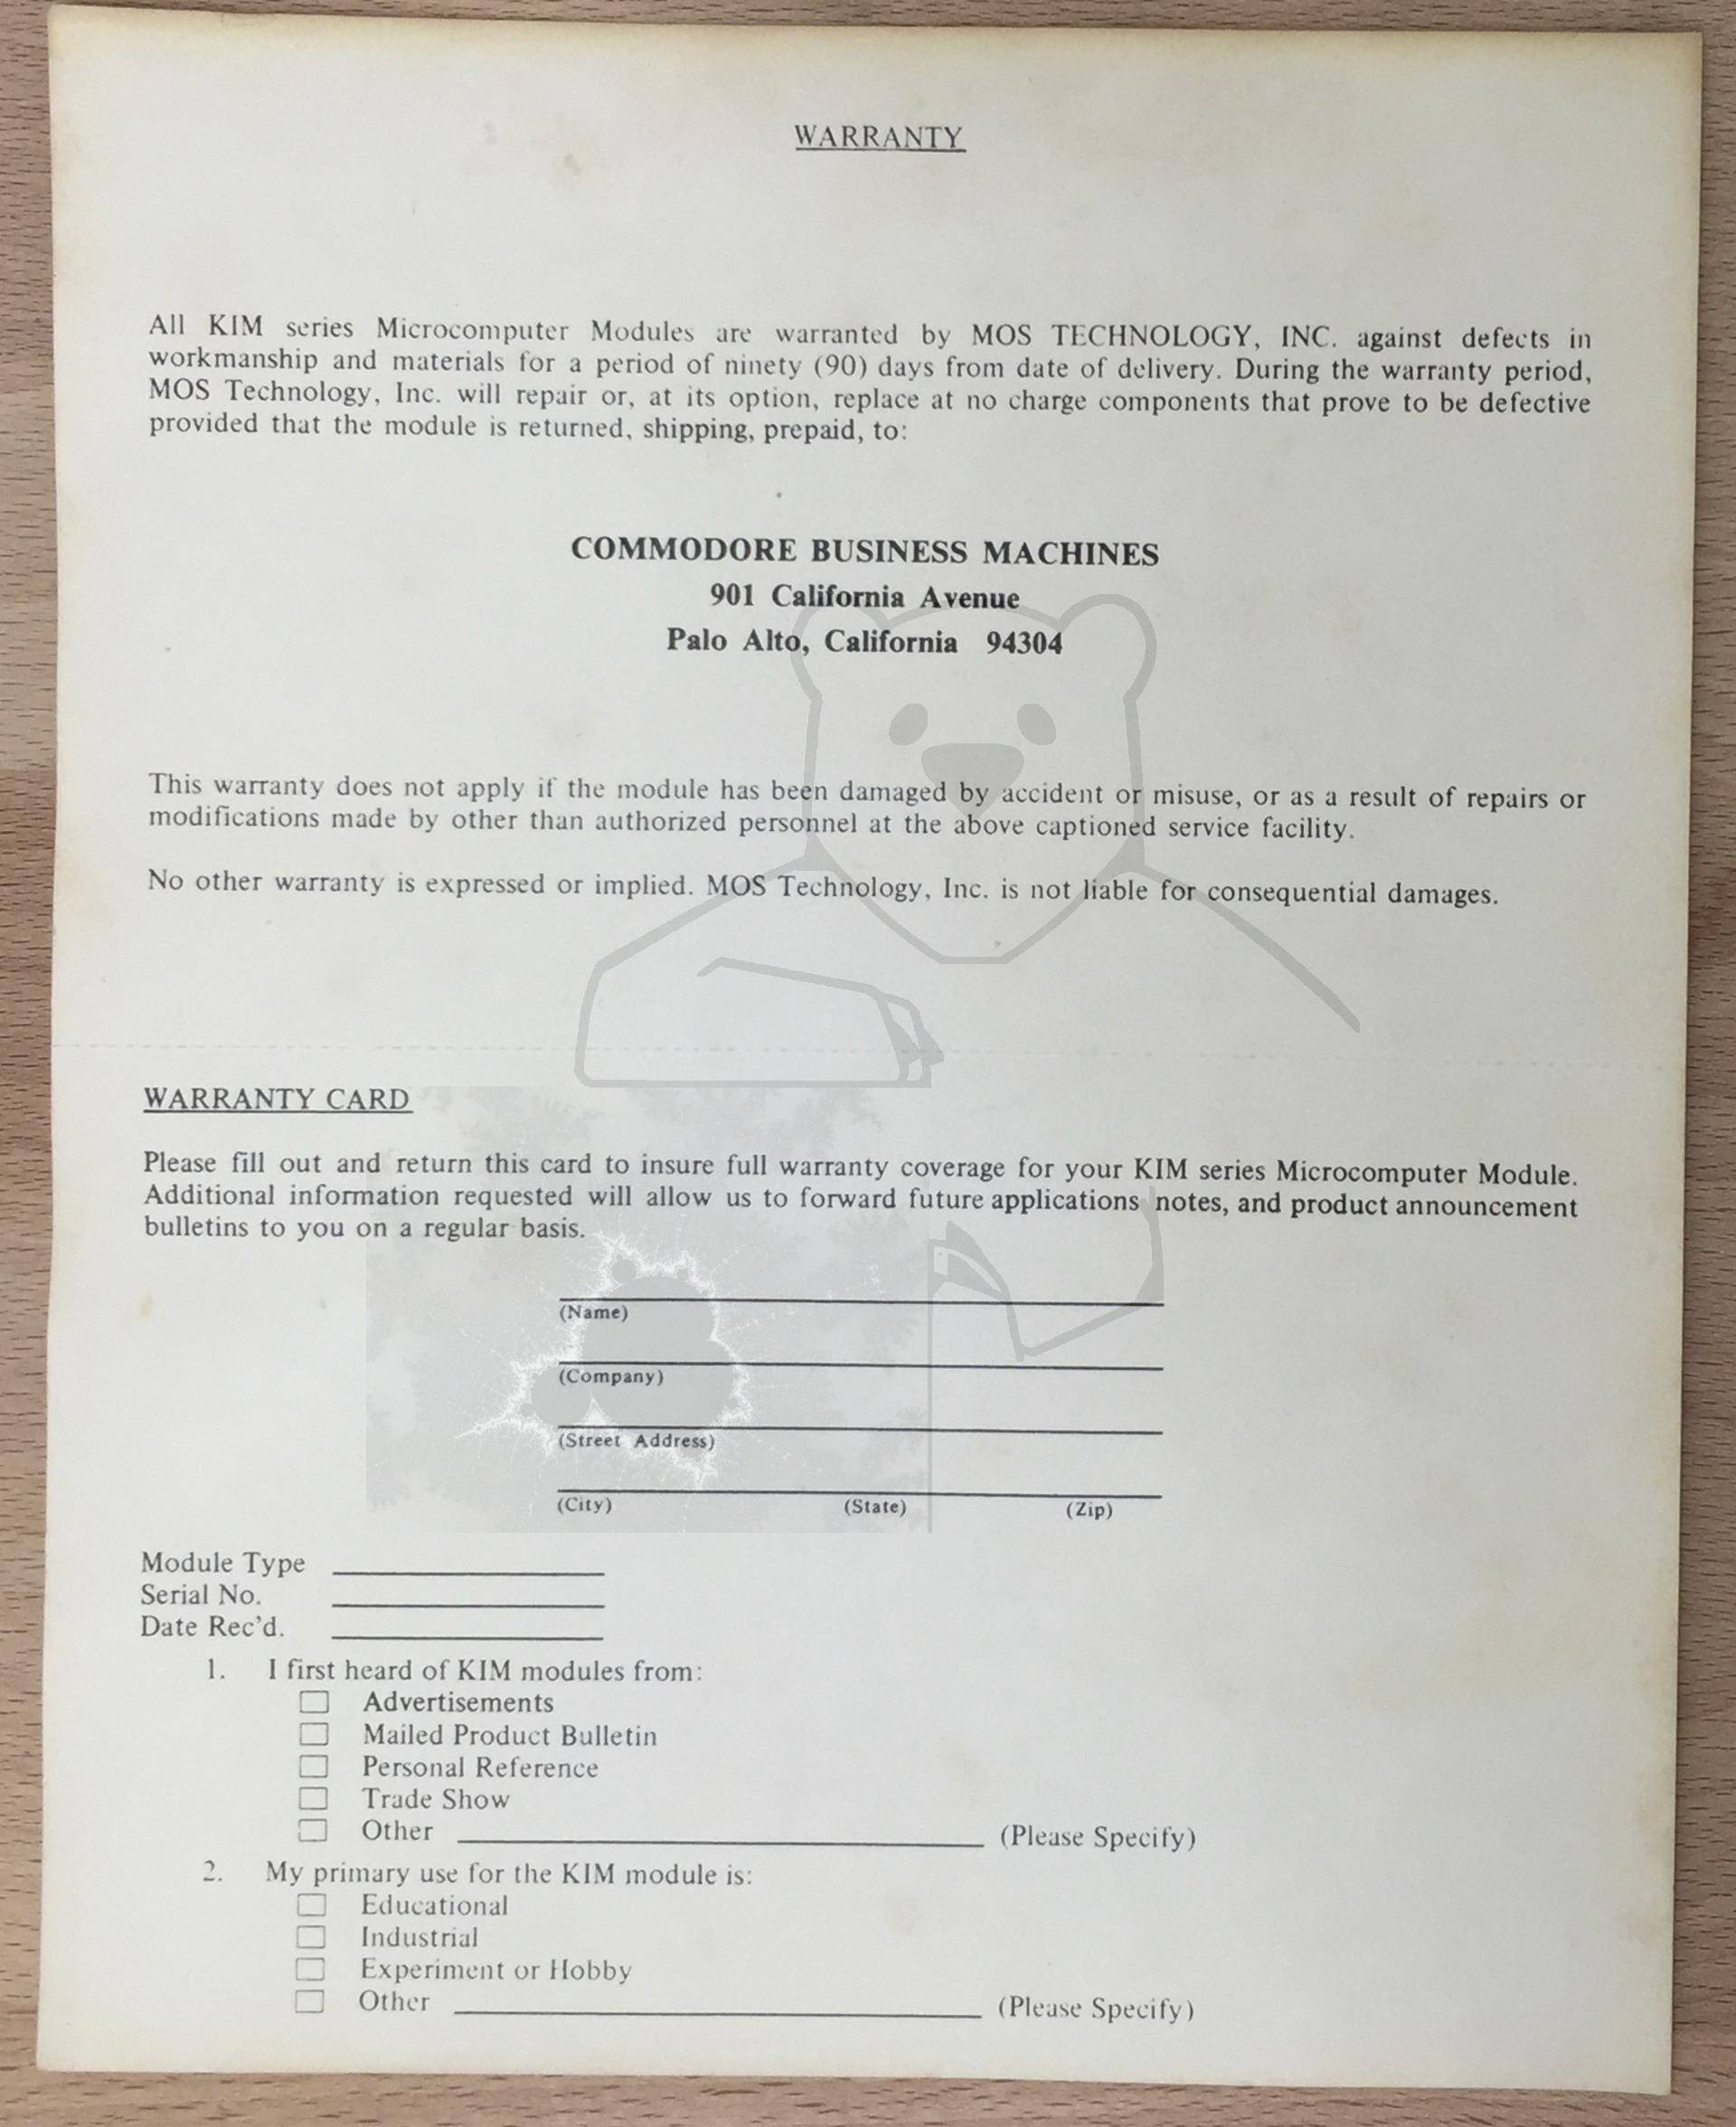 WARRANTY
All KIM series Microcomputer Modules are warranted by MOS TECHNOLOGY, INC. against defects in
workmanship and materials for a period of ninety (90) days from date of delivery. During the warranty period,
MOS Technology, Inc. will repair or, at its option, replace at no charge components that prove to be defective
provided that the module is returned, shipping, prepaid, to:
COMMODORE BUSINESS MACHINES
901 California Avenue
Palo Alto, California 94304
This warranty does not apply if the module has been damaged by accident or misuse, or as a result of repairs or
modifications made by other than authorized personnel at the above captioned service facility.
No other warranty is expressed or implied. MOS Technology, Inc. is not liable for consequential damages.
WARRANTY CARD
Please fill out and return this card to insure full warranty coverage for your KIM series Microcomputer Module.
Additional information requested will allow us to forward future applications notes, and product announcement
bulletins to you on a regular basis.
(Name)
(Company)
(Street Address)
(City) (State) (Zip)
Module Type
Serial No.
Date Rec'd.
1. I first heard of KIM modules from:
Advertisements
Mailed Product Bulletin
Personal Reference
Trade Show
Other (Please Specify)
2. My primary use for the KIM module is:
Educational
Industrial
Experiment or Hobby
Other (Please Specify)